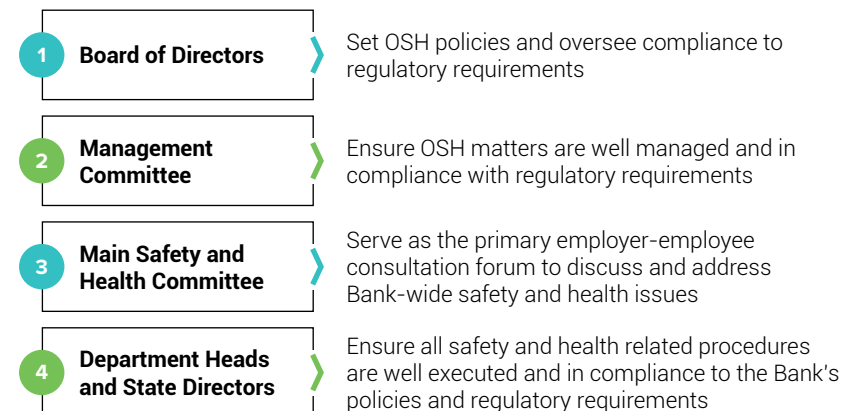 1
Board of Directors
Set OSH policies and oversee compliance to
regulatory requirements
2
Management
Committee
Ensure OSH matters are well managed and in
compliance with regulatory requirements
3
Main Safety and
Health Committee
Serve as the primary employer-employee
consultation forum to discuss and address
Bank-wide safety and health issues
4
Department Heads
and State Directors
Ensure all safety and health related procedures
are well executed and in compliance to the Bank's
policies and regulatory requirements